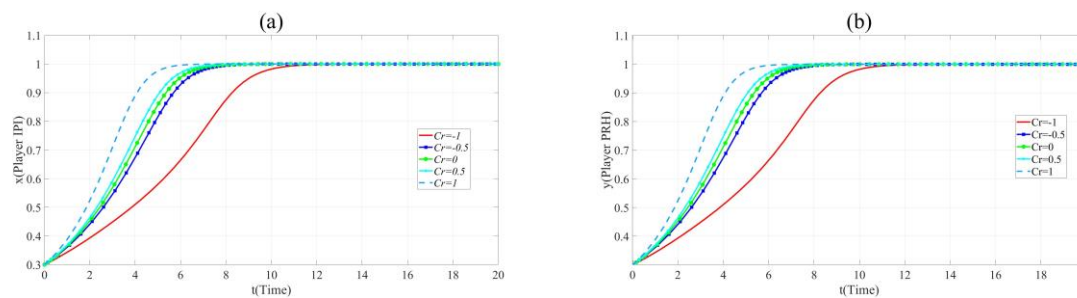 (a)
1.1
1
0.9
0.8
0.7
0.6
0.5
0.4
0.3
x(Player IPI)
0 2 4 6 8 10 12 14 16 18 20
t(Time)
Cr=-1
Cr=-0.5
Cr=0
Cr=0.5
Cr=1
(b)
1.1
1
0.9
0.8
0.7
0.6
0.5
0.4
0.3
y(Player PRH)
0 2 4 6 8 10 12 14 16 18
t(Time)
Cr=-1
Cr=-0.5
Cr=0
Cr=0.5
Cr=1